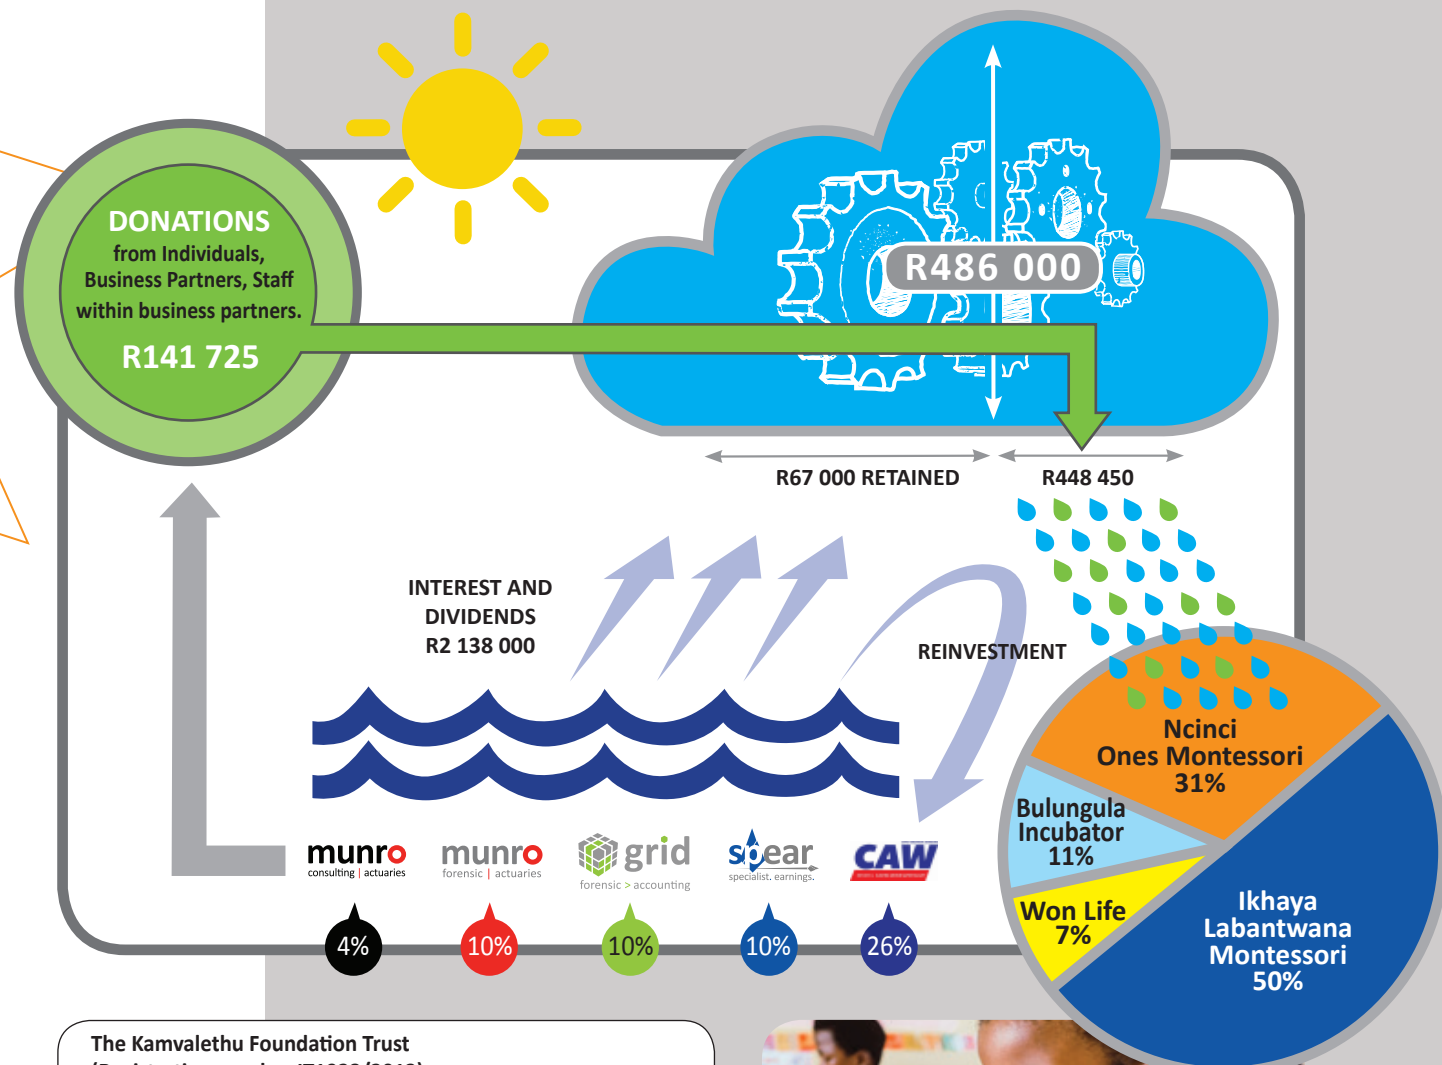 DONATIONS
from Individuals,
Business Partners, Staff
within business partners.
R141 725
R486 000
R67 000 RETAINED
R448 450
INTEREST AND
DIVIDENDS
R2 138 000
REINVESTMENT
munro
consulting | actuaries
munro
forensic | actuaries
grid
forensic > accounting
spear
specialist. earnings.
CAW
4%
10%
10%
10%
26%
Ncinci
Ones Montessori
31%
Bulungula
Incubator
11%
Won Life
7%
Ikhaya
Labantwana
Montessori
50%
The Kamvalethu Foundation Trust